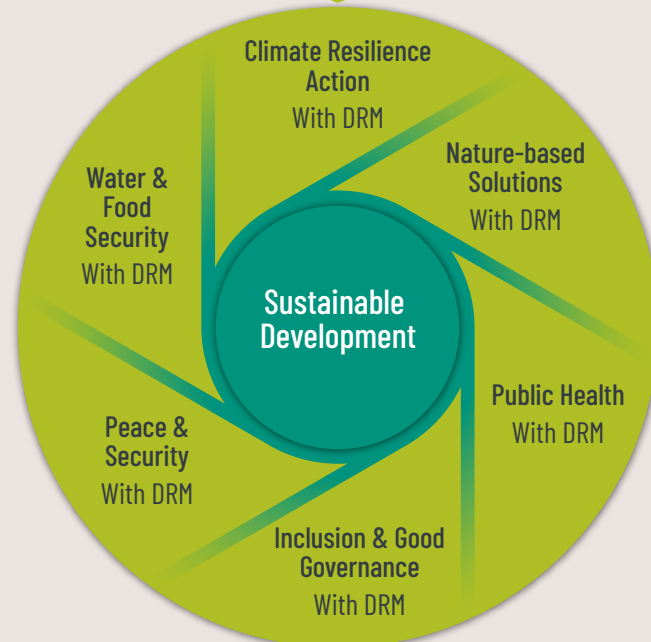 Climate Resilience
Action
With DRM
Nature-based
Solutions
With DRM
Public Health
With DRM
Inclusion & Good
Governance
With DRM
Peace &
Security
With DRM
Water &
Food
Security
With DRM
Sustainable
Development